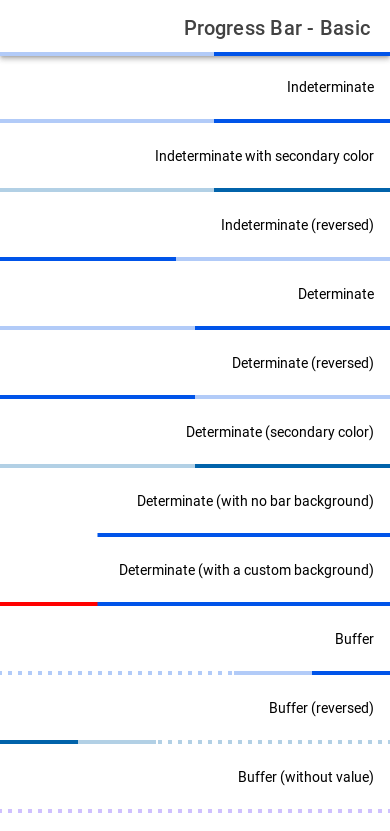 Progress Bar - Basic
Indeterminate
Indeterminate with secondary color
Indeterminate (reversed)
Determinate
Determinate (reversed)
Determinate (secondary color)
Determinate (with no bar background)
Determinate (with a custom background)
Buffer
Buffer (reversed)
Buffer (without value)